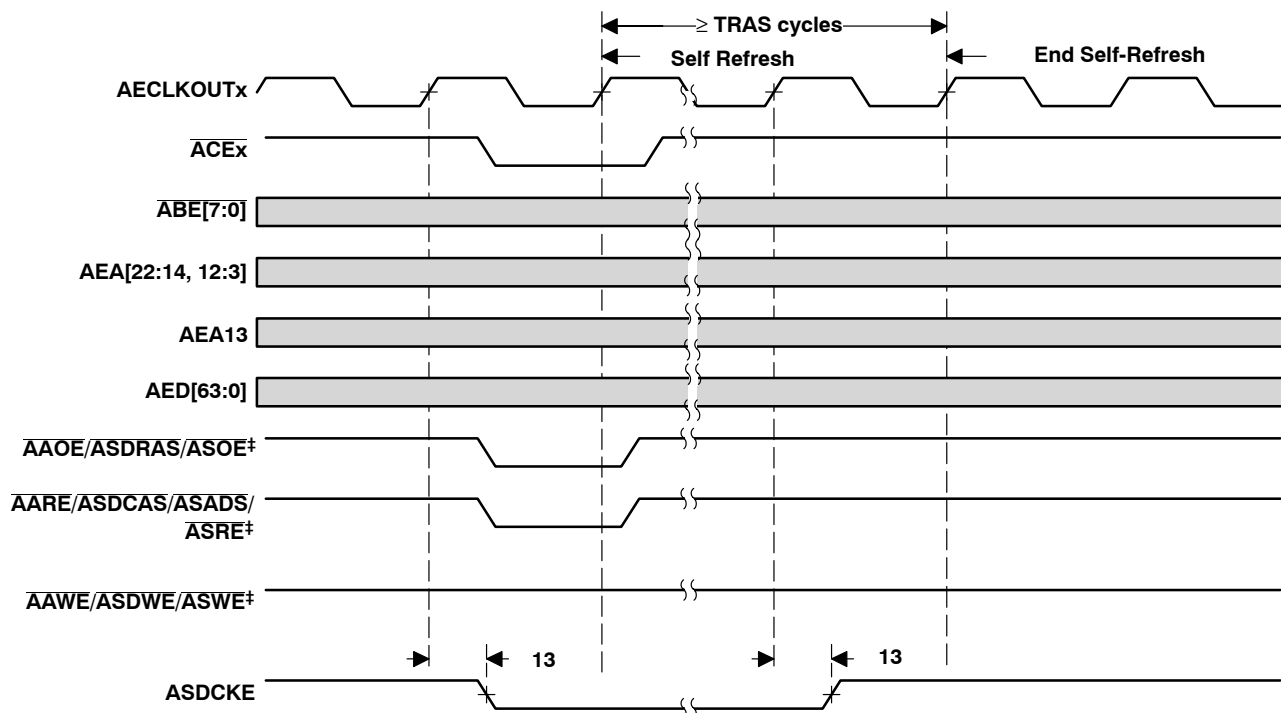 ≥ TRAS cycles
Self Refresh
End Self-Refresh
AECLKOUTx
ACEx
ABE[7:0]
AEA[22:14, 12:3]
AEA13
AED[63:0]
AAOE/ASDRAS/ASOE‡
AARE/ASDCAS/ASADS/
ASRE‡
AAWE/ASDWE/ASWE‡
13
13
ASDCKE